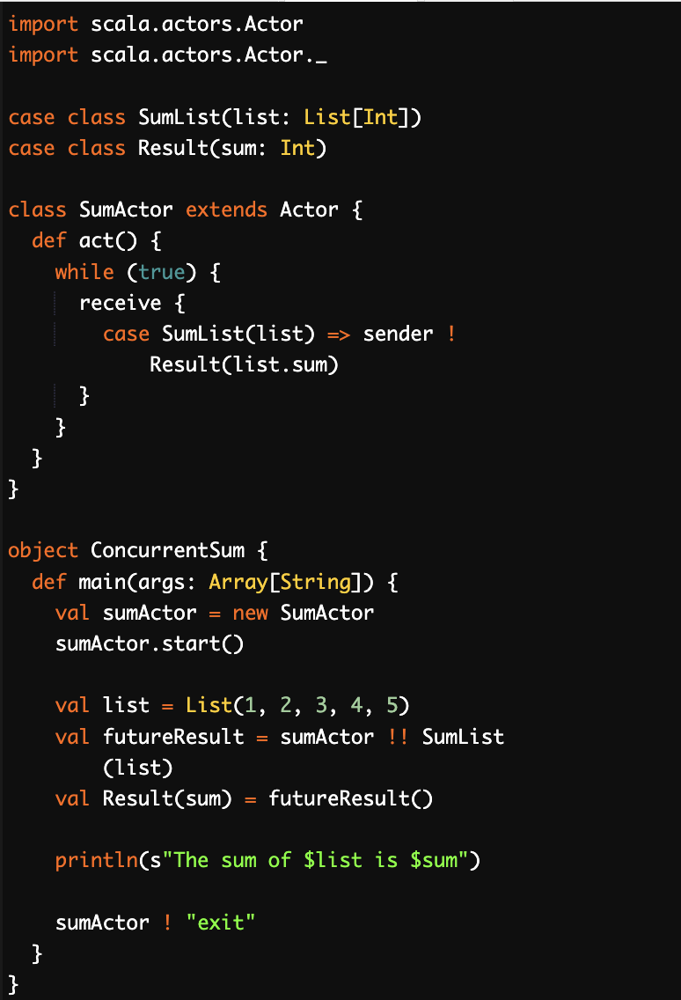 import scala.actors.Actor
import scala.actors.Actor._
case class SumList(list: List[Int])
case class Result(sum: Int)
class SumActor extends Actor {
def act() {
while (true) {
receive {
case SumList(list) => sender !
Result(list.sum)
}
}
}
}
object ConcurrentSum {
def main(args: Array[String]) {
val sumActor = new SumActor
sumActor.start()
val list = List(1, 2, 3, 4, 5)
val futureResult = sumActor !! SumList
(list)
val Result(sum) = futureResult()
println(s"The sum of $list is $sum")
sumActor ! "exit"
}
}